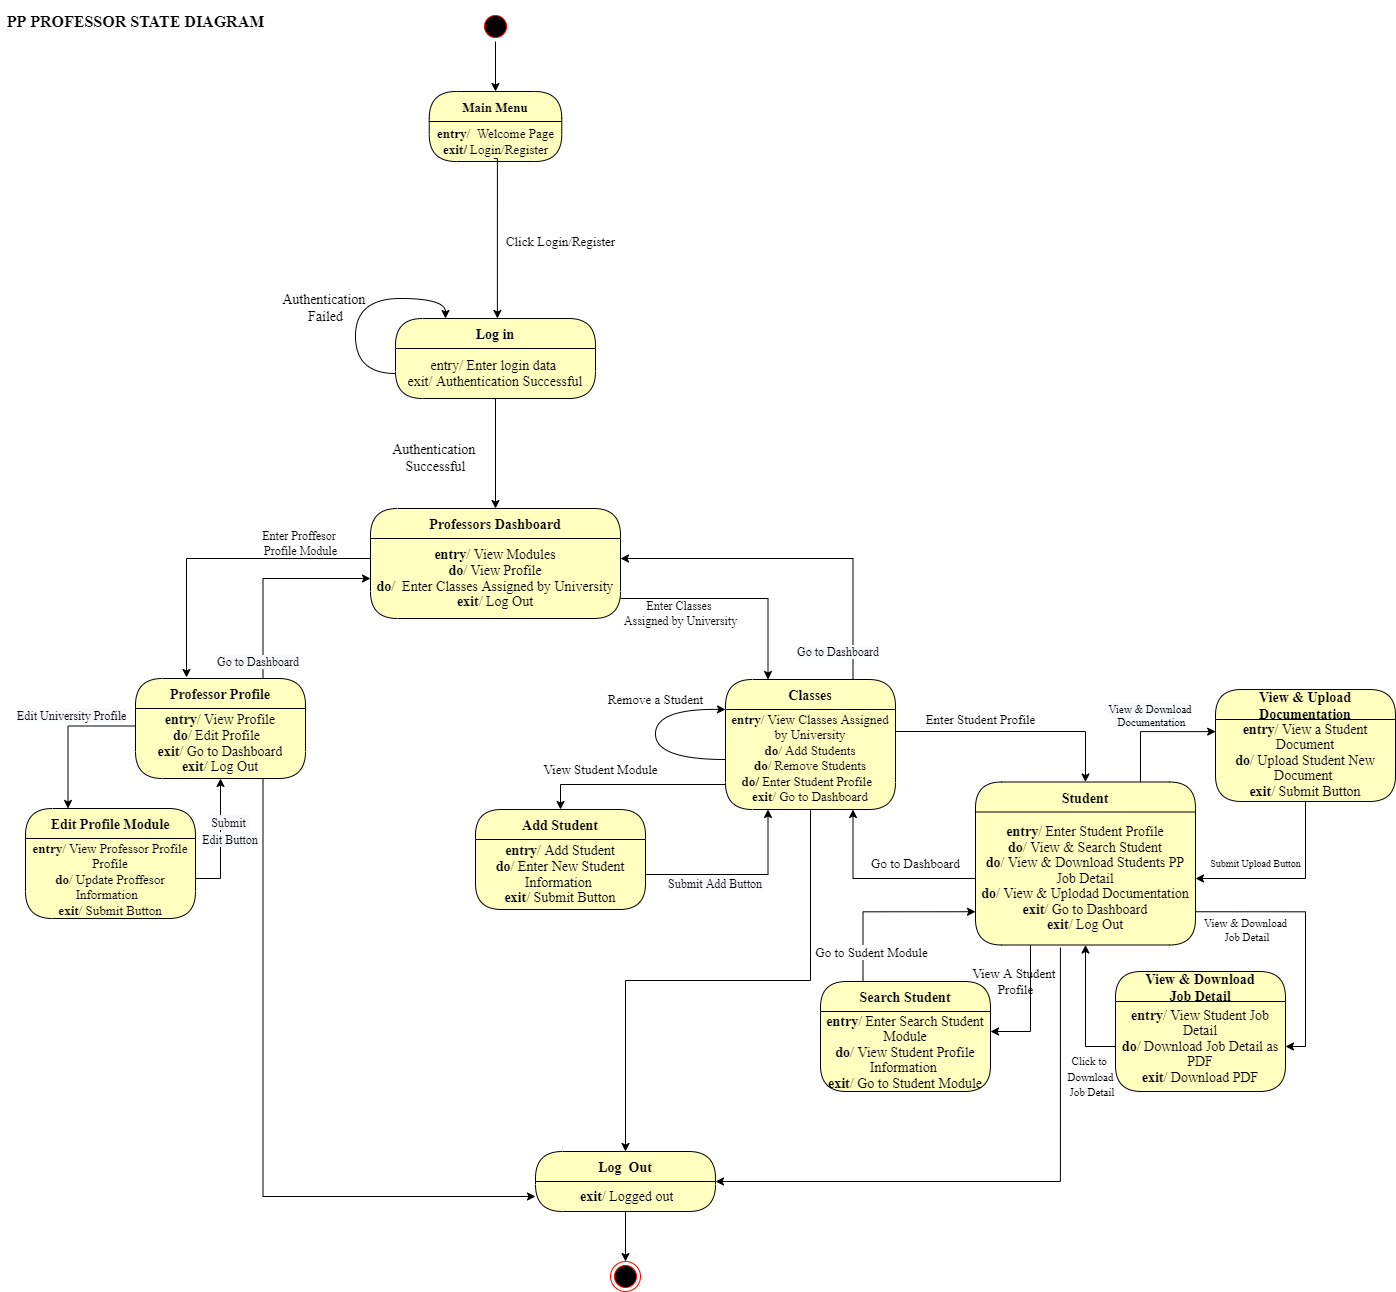 PP PROFESSOR STATE DIAGRAM
Main Menu
entry/ Welcome Page
exit/ Login/Register
Click Login/Register
Authentication
Failed
Log in
entry/ Enter login data
exit/ Authentication Successful
Authentication
Successful
Professors Dashboard
entry/ View Modules
do/ View Profile
do/ Enter Classes Assigned by University
exit/ Log Out
Enter Proffesor
Profile Module
Enter Classes
Assigned by University
Go to Dashboard
Go to Dashboard
Professor Profile
entry/ View Profile
do/ Edit Profile
exit/ Go to Dashboard
exit/ Log Out
Edit University Profile
Submit
Edit Button
Edit Profile Module
entry/ View Professor Profile
Profile
do/ Update Proffesor
Information
exit/ Submit Button
Classes
entry/ View Classes Assigned
by University
do/ Add Students
do/ Remove Students
do/ Enter Student Profile
exit/ Go to Dashboard
Remove a Student
View Student Module
Add Student
entry/ Add Student
do/ Enter New Student
Information
exit/ Submit Button
Submit Add Button
Enter Student Profile
Student
entry/ Enter Student Profile
do/ View & Search Student
do/ View & Download Students PP
Job Detail
do/ View & Uplodad Documentation
exit/ Go to Dashboard
exit/ Log Out
Go to Dashboard
View & Download
Documentation
View & Upload
Documentation
entry/ View a Student
Document
do/ Upload Student New
Document
exit/ Submit Button
Submit Upload Button
View & Download
Job Detail
Go to Sudent Module
View A Student
Profile
Search Student
entry/ Enter Search Student
Module
do/ View Student Profile
Information
exit/ Go to Student Module
View & Download
Job Detail
entry/ View Student Job
Detail
do/ Download Job Detail as
PDF
exit/ Download PDF
Click to
Download
Job Detail
Log Out
exit/ Logged out